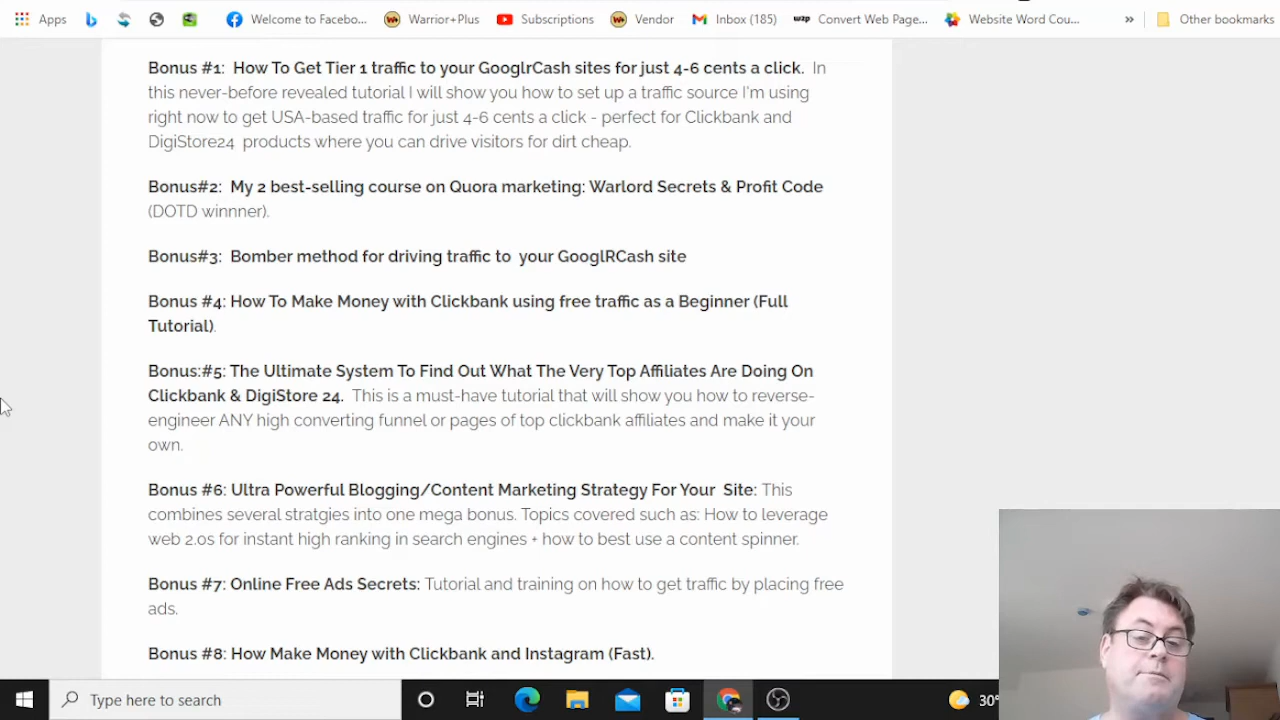 Apps Welcome to Facebo... Warrior+Plus Subscriptions Vendor Inbox (185) Convert Web Page... Website Word Cou... » Other bookmarks
Bonus #1: How To Get Tier 1 traffic to your GooglrCash sites for just 4-6 cents a click. In
this never-before revealed tutorial I will show you how to set up a traffic source I'm using
right now to get USA-based traffic for just 4-6 cents a click - perfect for Clickbank and
DigiStore24 products where you can drive visitors for dirt cheap.
Bonus#2: My 2 best-selling course on Quora marketing: Warlord Secrets & Profit Code
(DOTD winnner).
Bonus#3: Bomber method for driving traffic to your GooglRCash site
Bonus #4: How To Make Money with Clickbank using free traffic as a Beginner (Full
Tutorial).
Bonus:#5: The Ultimate System To Find Out What The Very Top Affiliates Are Doing On
Clickbank & DigiStore 24. This is a must-have tutorial that will show you how to reverse-
engineer ANY high converting funnel or pages of top clickbank affiliates and make it your
own.
Bonus #6: Ultra Powerful Blogging/Content Marketing Strategy For Your Site: This
combines several stratgies into one mega bonus. Topics covered such as: How to leverage
web 2.0s for instant high ranking in search engines + how to best use a content spinner.
Bonus #7: Online Free Ads Secrets: Tutorial and training on how to get traffic by placing free
ads.
Bonus #8: How Make Money with Clickbank and Instagram (Fast).
Type here to search 30°